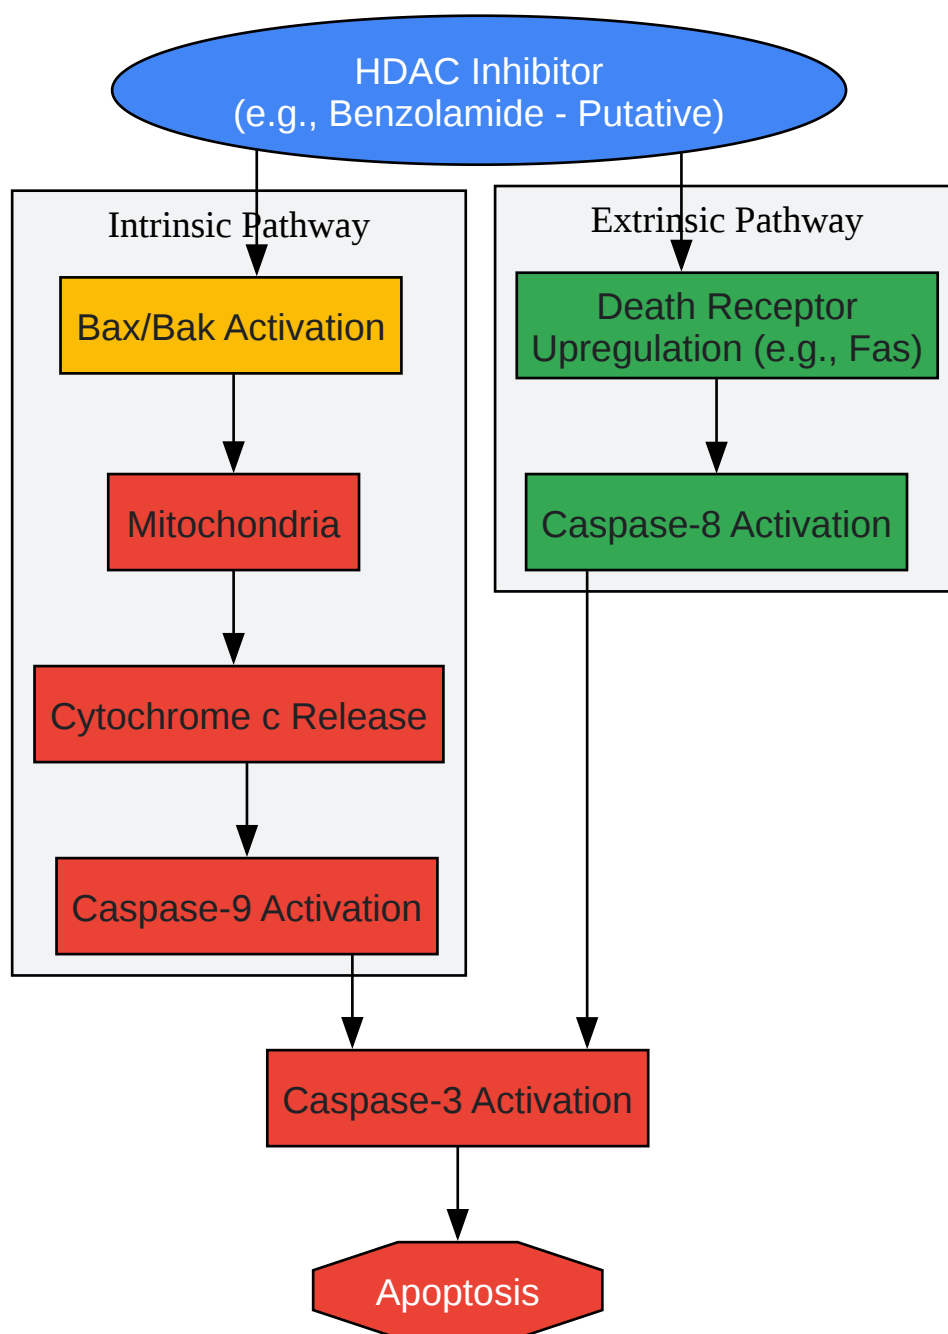 HDAC Inhibitor
(e.g., Benzolamide - Putative)
Intrinsic Pathway
Bax/Bak Activation
Mitochondria
Cytochrome c Release
Caspase-9 Activation
Extrinsic Pathway
Death Receptor
Upregulation (e.g., Fas)
Caspase-8 Activation
Caspase-3 Activation
Apoptosis